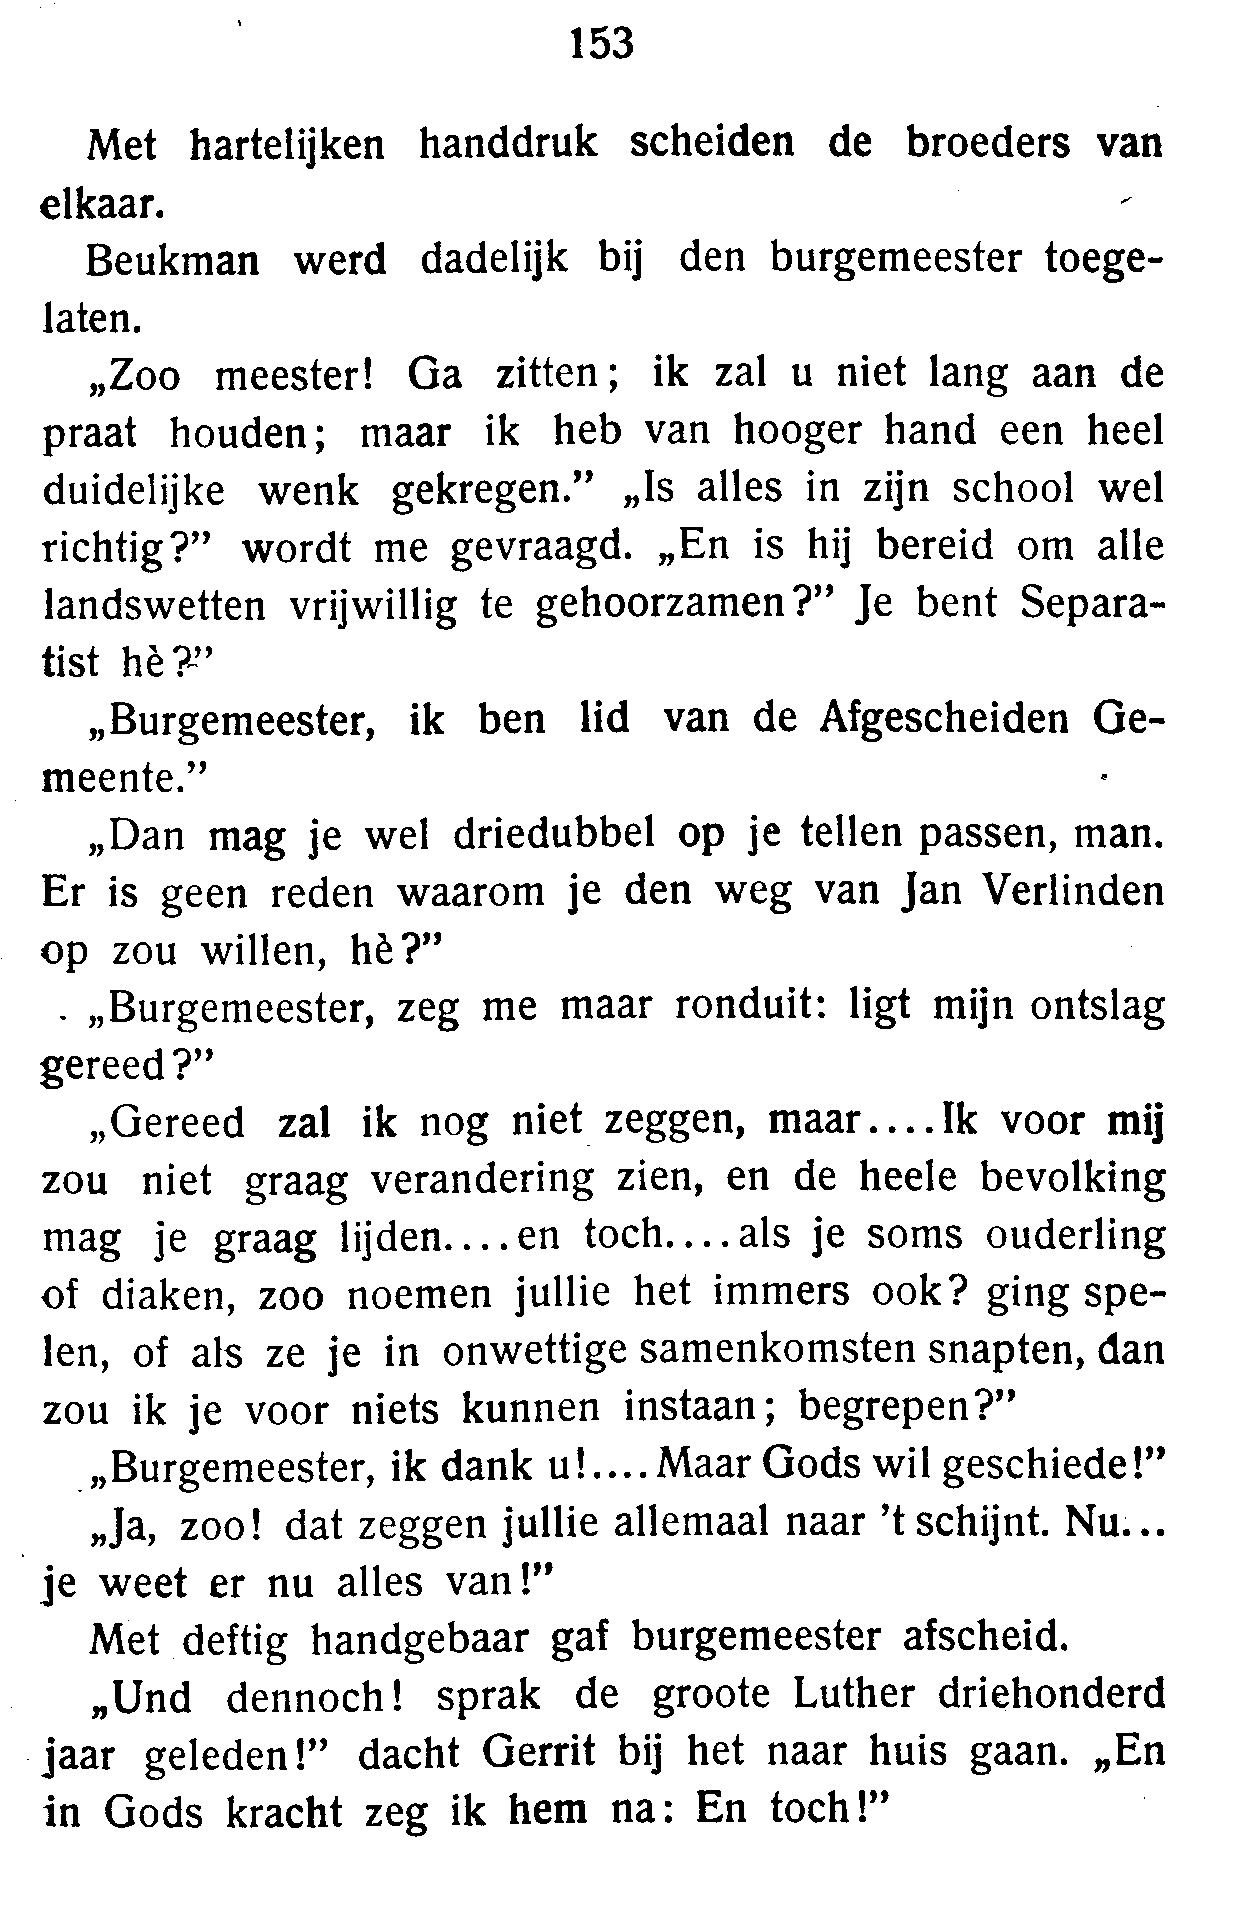 153
Met hartelijken handdruk scheiden de broeders van
elkaar.
Beukman werd dadelijk bij den burgemeester toege-
laten.
„Zoo meester! Ga zitten; ik zal u niet lang aan de
praat houden; maar ik heb van hooger hand een heel
duidelijke wenk gekregen.” „Is alles in zijn school wel
richtig?” wordt me gevraagd. „En is hij bereid om alle
landswetten vrijwillig te gehoorzamen?” Je bent Separa-
tist hè?”
„Burgemeester, ik ben lid van de Afgescheiden Ge-
meente.”
„Dan mag je wel driedubbel op je tellen passen, man.
Er is geen reden waarom je den weg van Jan Verlinden
op zou willen, hè?”
„Burgemeester, zeg me maar ronduit: ligt mijn ontslag
gereed?”
„Gereed zal ik nog niet zeggen, maar....Ik voor mij
zou niet graag verandering zien, en de heele bevolking
mag je graag lijden....en toch....als je soms ouderling
of diaken, zoo noemen jullie het immers ook? ging spe-
len, of als ze je in onwettige samenkomsten snapten, dan
zou ik je voor niets kunnen instaan; begrepen?”
„Burgemeester, ik dank u!....Maar Gods wil geschiede!”
„Ja, zoo! dat zeggen jullie allemaal naar 't schijnt. Nu...
je weet er nu alles van!”
Met deftig handgebaar gaf burgemeester afscheid.
„Und dennoch! sprak de groote Luther driehonderd
jaar geleden!” dacht Gerrit bij het naar huis gaan. „En
in Gods kracht zeg ik hem na: En toch!”